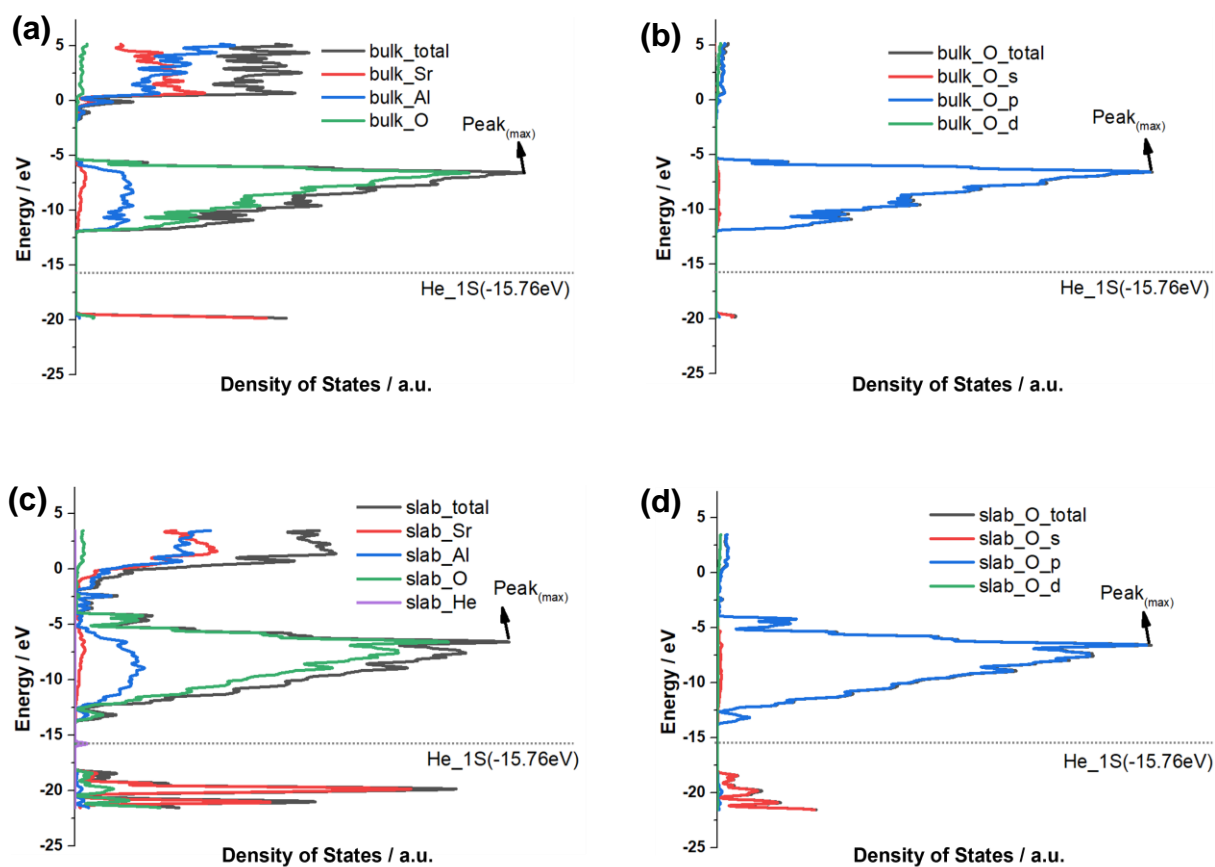 (a)
5
0
-5
-10
-15
-20
-25
Energy / eV
bulk_total
bulk_Sr
bulk_Al
bulk_O
Peak(max)
He_1S(-15.76eV)
Density of States / a.u.
(b)
5
0
-5
-10
-15
-20
-25
Energy / eV
bulk_O_total
bulk_O_s
bulk_O_p
bulk_O_d
Peak(max)
He_1S(-15.76eV)
Density of States / a.u.
(c)
5
0
-5
-10
-15
-20
-25
Energy / eV
slab_total
slab_Sr
slab_Al
slab_O
slab_He
Peak(max)
He_1S(-15.76eV)
Density of States / a.u.
(d)
5
0
-5
-10
-15
-20
-25
Energy / eV
slab_O_total
slab_O_s
slab_O_p
slab_O_d
Peak(max)
He_1S(-15.76eV)
Density of States / a.u.